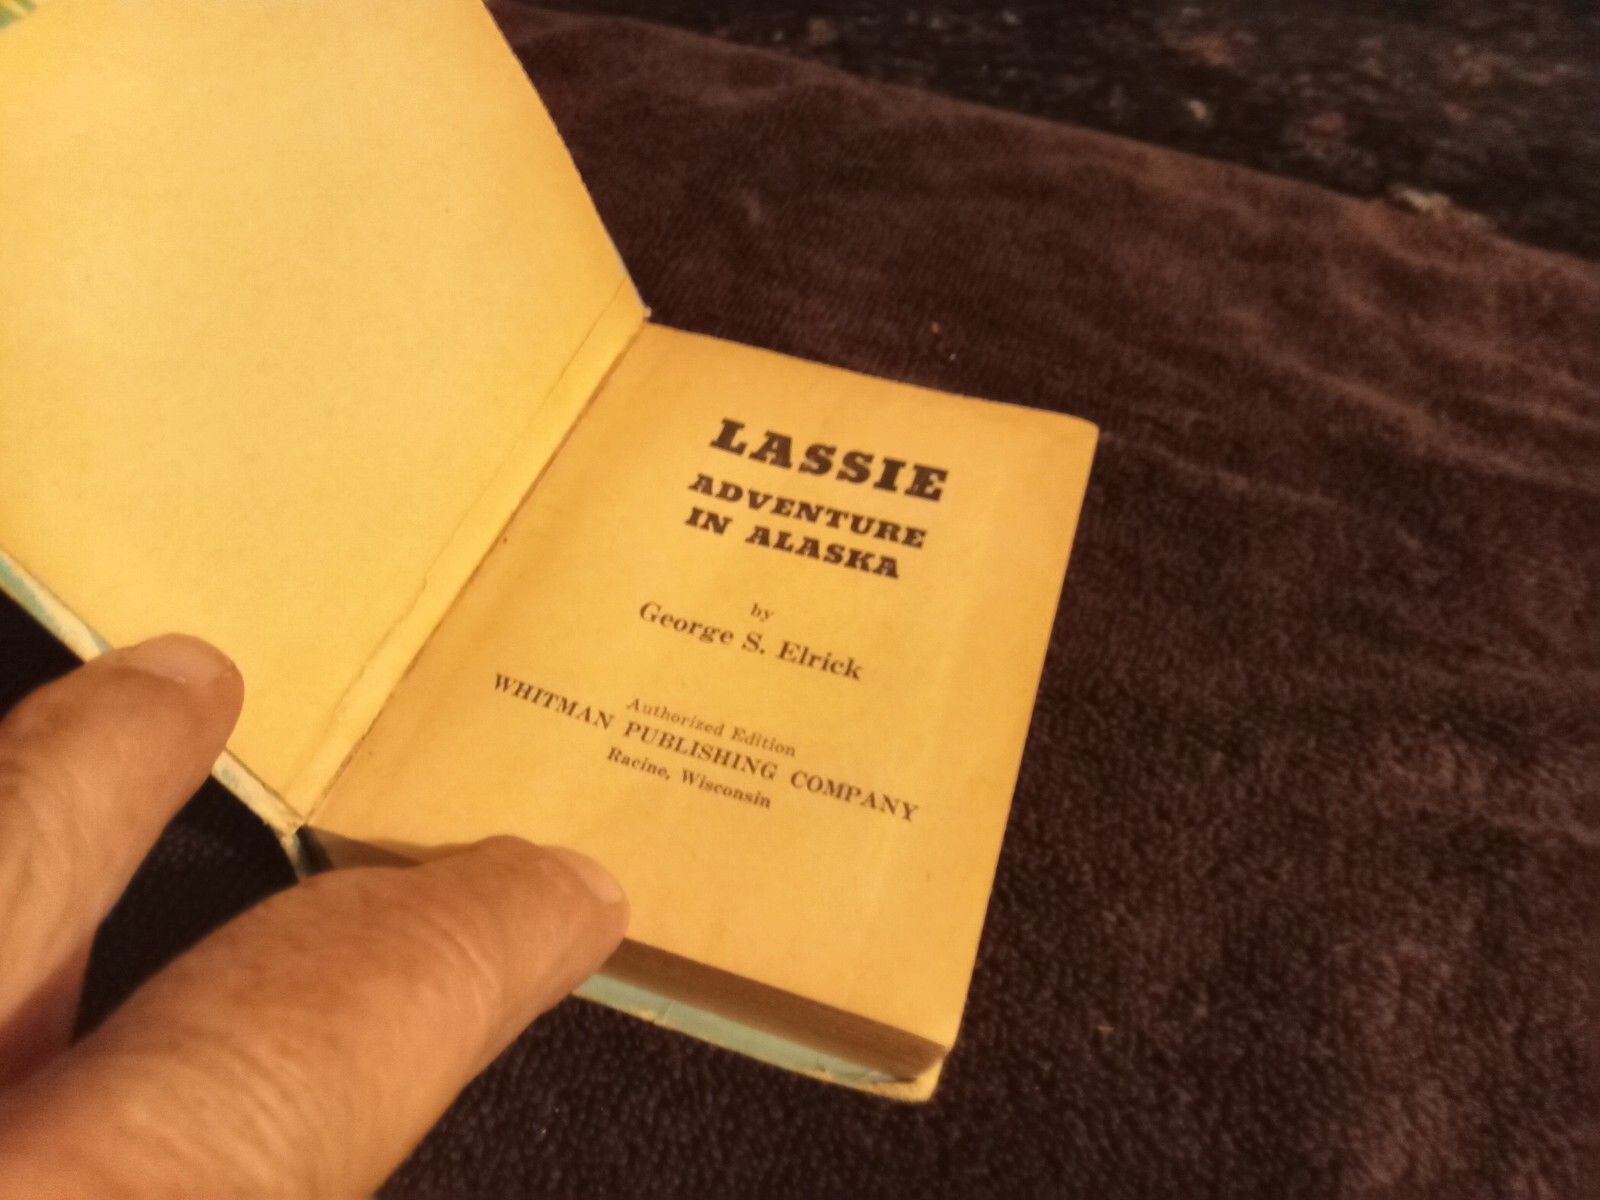 LASSIE
ADVENTURE
IN ALASKA
by
George S. Elrick
Authorized Edition
WHITMAN PUBLISHING COMPANY
Racine, Wisconsin